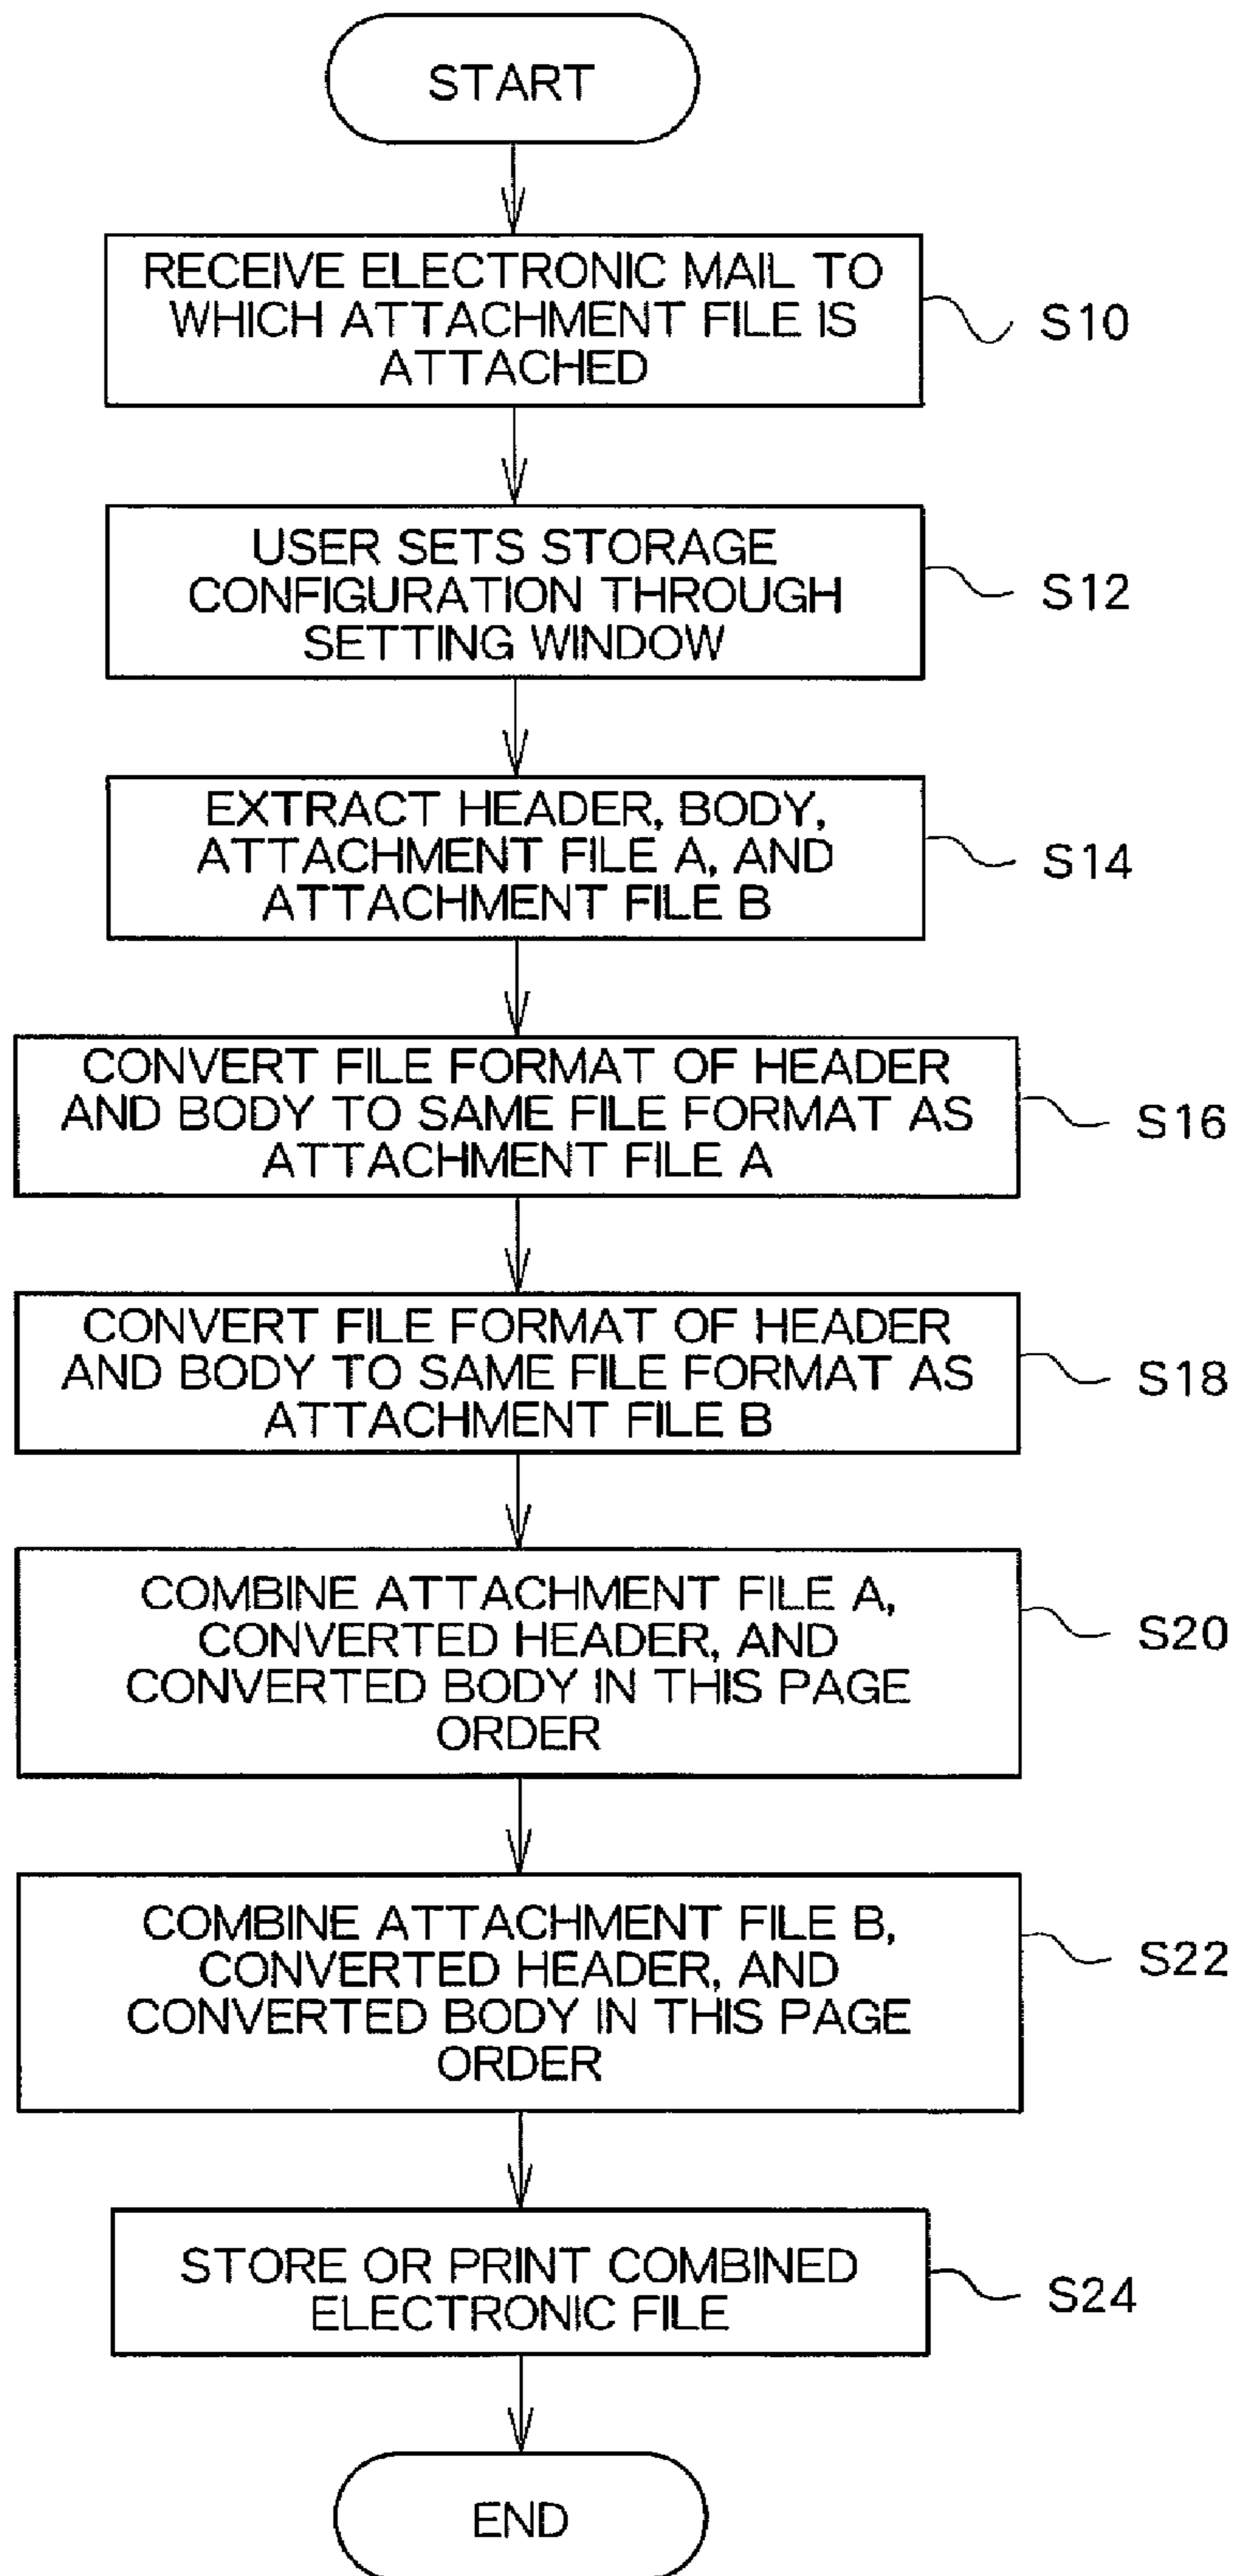 START
RECEIVE ELECTRONIC MAIL TO
WHICH ATTACHMENT FILE IS
ATTACHED
S10
USER SETS STORAGE
CONFIGURATION THROUGH
SETTING WINDOW
S12
EXTRACT HEADER, BODY,
ATTACHMENT FILE A, AND
ATTACHMENT FILE B
S14
CONVERT FILE FORMAT OF HEADER
AND BODY TO SAME FILE FORMAT AS
ATTACHMENT FILE A
S16
CONVERT FILE FORMAT OF HEADER
AND BODY TO SAME FILE FORMAT AS
ATTACHMENT FILE B
S18
COMBINE ATTACHMENT FILE A,
CONVERTED HEADER, AND
CONVERTED BODY IN THIS PAGE
ORDER
S20
COMBINE ATTACHMENT FILE B,
CONVERTED HEADER, AND
CONVERTED BODY IN THIS PAGE
ORDER
S22
STORE OR PRINT COMBINED
ELECTRONIC FILE
S24
END